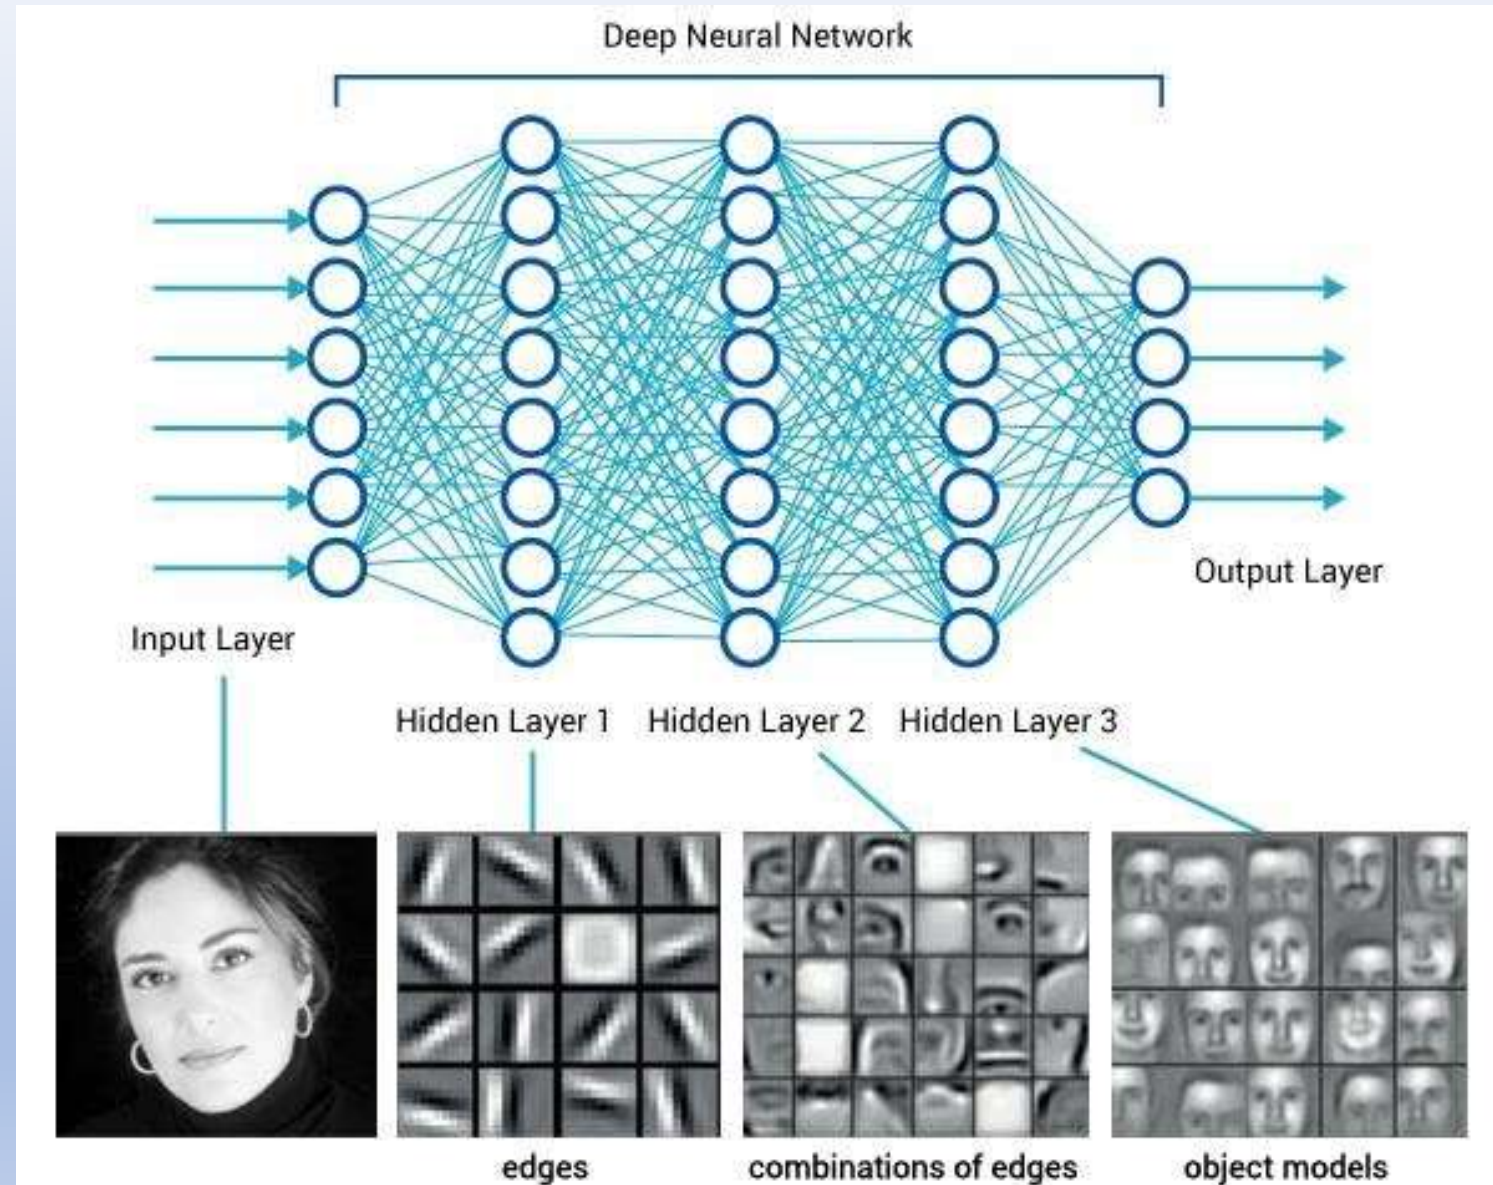 Deep Neural Network
Output Layer
Input Layer
Hidden Layer 1
Hidden Layer 2
Hidden Layer 3
edges
combinations of edges
object models